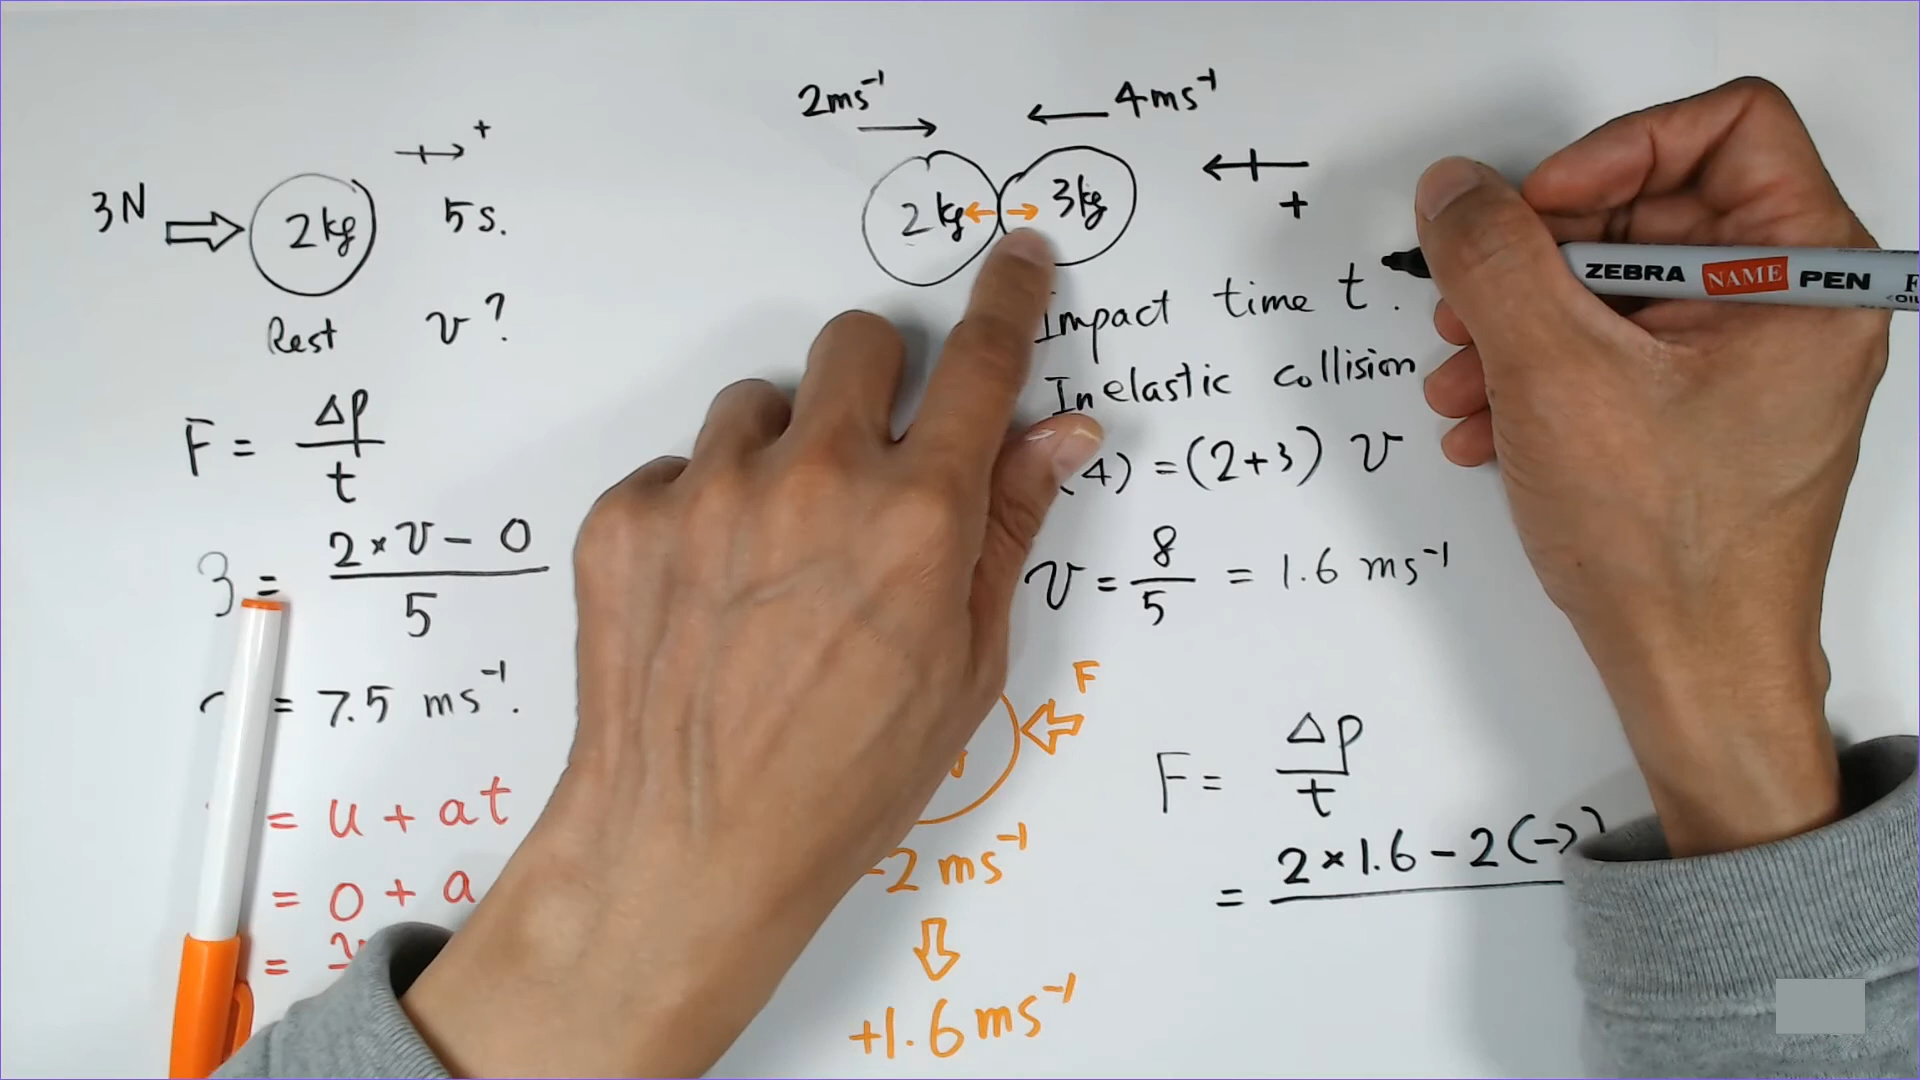 3N
2kg
+
5s.
Rest
v?
F = Δp/t
3 = (2×v - 0)/5
= 7.5 ms⁻¹.
= u + at
= 0 + a
=
2ms⁻¹
4ms⁻¹
2kg
3kg
+
Impact time t.
Inelastic collision
(4) = (2+3) v
v = 8/5 = 1.6 ms⁻¹
F
-2 ms⁻¹
+1.6 ms⁻¹
F = Δp/t
= 2×1.6-2(-
ZEBRA NAME PEN